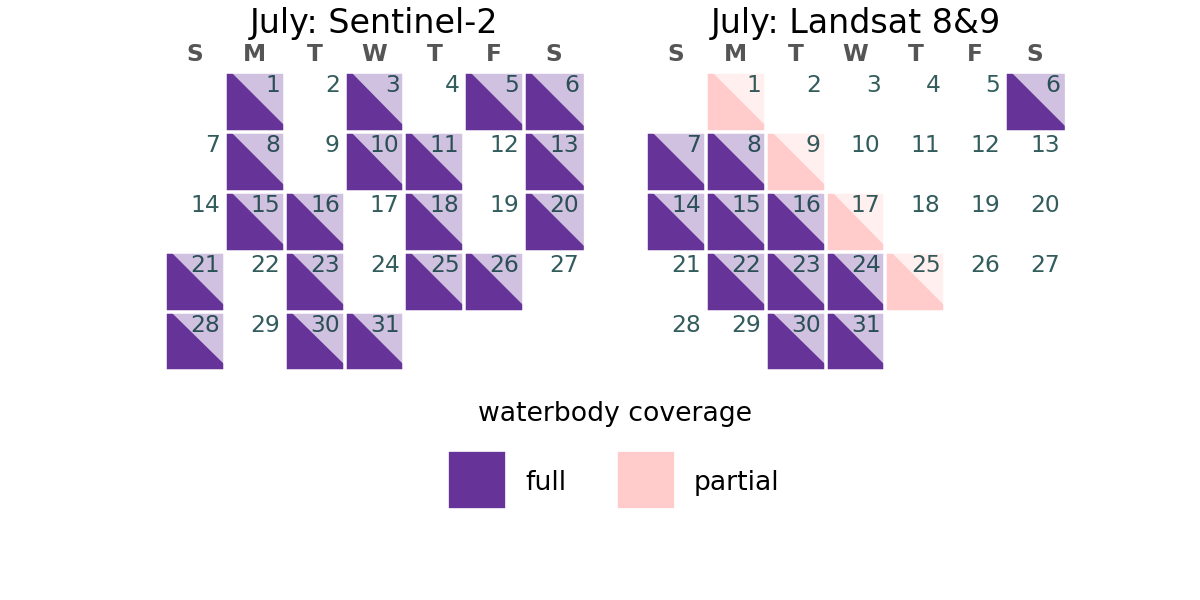 July: Sentinel-2
S M T W T F S
1 2 3 4 5 6
7 8 9 10 11 12 13
14 15 16 17 18 19 20
21 22 23 24 25 26 27
28 29 30 31
July: Landsat 8&9
S M T W T F S
1 2 3 4 5 6
7 8 9 10 11 12 13
14 15 16 17 18 19 20
21 22 23 24 25 26 27
28 29 30 31
waterbody coverage
full partial